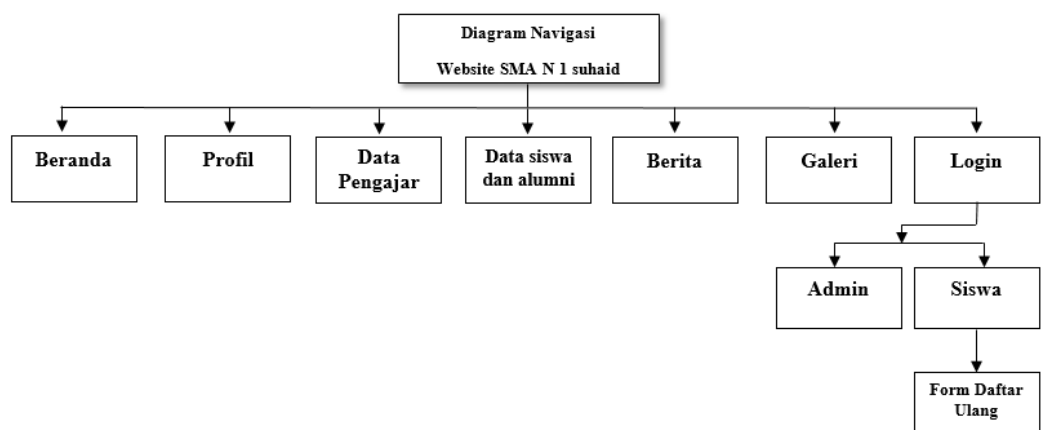 Diagram Navigasi
Website SMA N 1 suhaid
Beranda
Profil
Data
Pengajar
Data siswa
dan alumni
Berita
Galeri
Login
Admin
Siswa
Form Daftar
Ulang